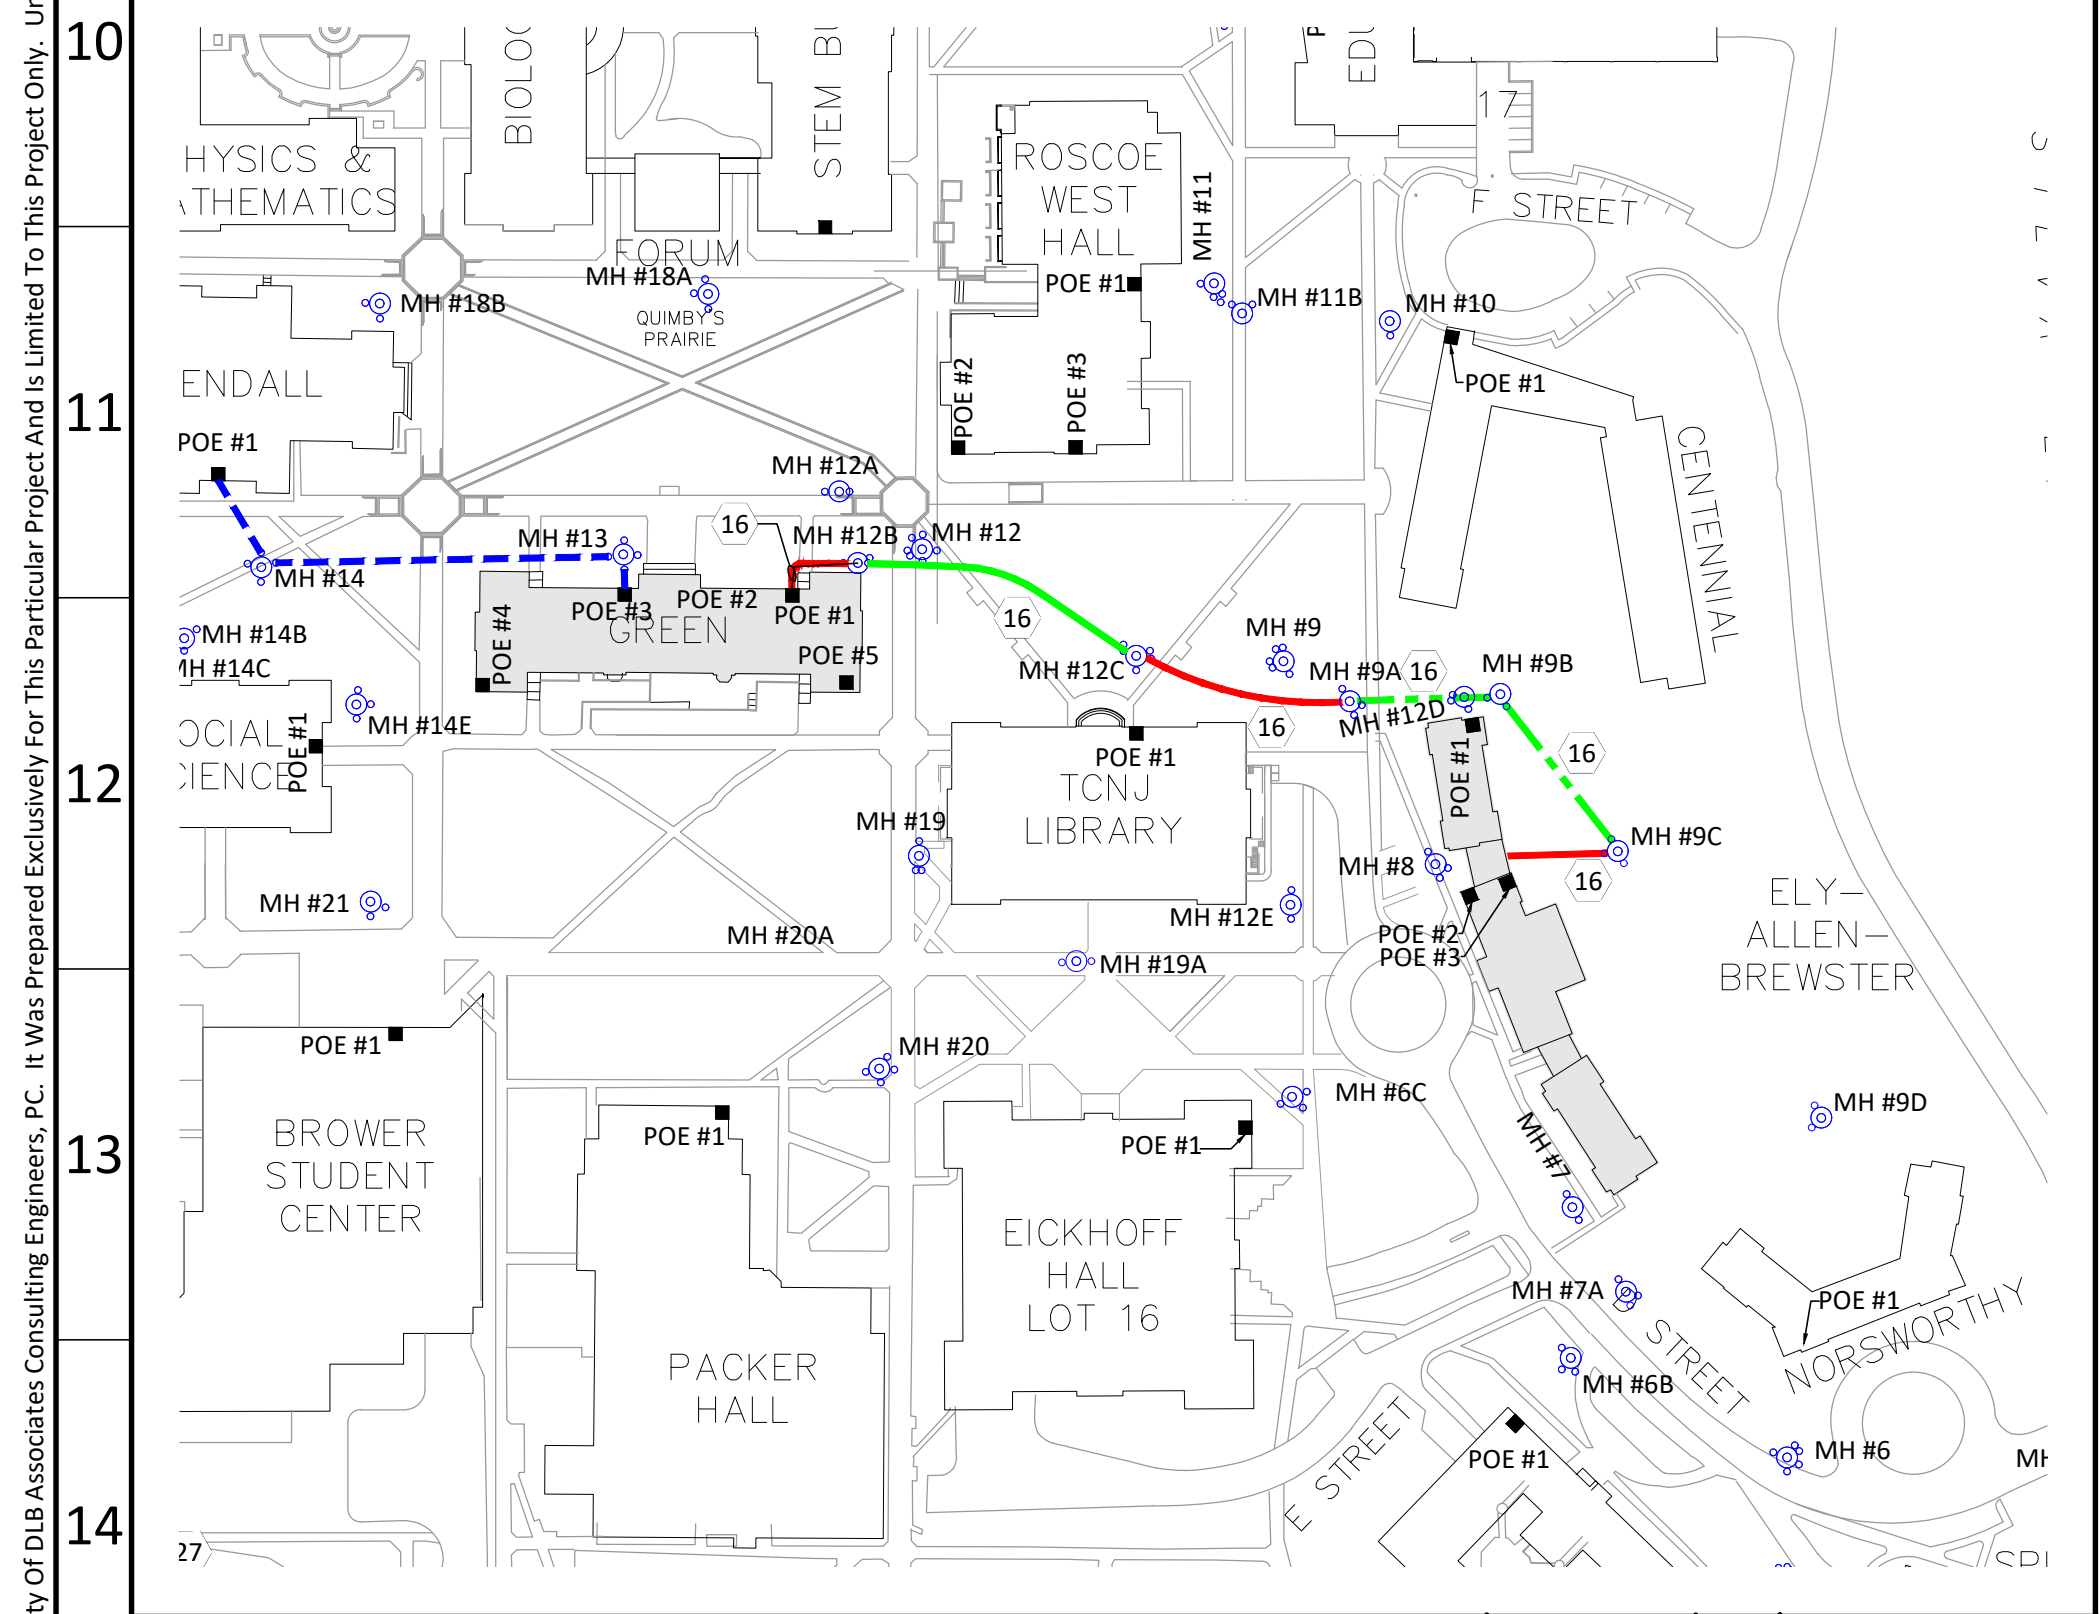 ty Of DLB Associates Consulting Engineers, PC.  It Was Prepared Exclusively For This Particular Project And Is Limited To This Project Only.
10
11
12
13
14
BIOLOG
STEM BU
EDU
17
HYSICS &
ATHEMATICS
ROSCOE
WEST
HALL
MH #11
F STREET
FORUM
MH #18A
MH #18B
QUIMBY'S
PRAIRIE
POE #1
MH #11B
MH #10
ENDALL
POE #2
POE #3
POE #1
CENTENNIAL
POE #1
MH #12A
16
MH #13
MH #12B
MH #12
MH #14
POE #3
POE #2
POE #1
GREEN
POE #4
POE #5
16
MH #14B
MH #14C
MH #14E
MH #12C
MH #9
MH #9A
16
MH #9B
MH #12D
16
16
OCIAL
CIENCE
POE #1
POE #1
TCNJ
LIBRARY
POE #1
MH #19
MH #8
MH #9C
16
MH #21
MH #20A
MH #12E
MH #19A
POE #2
POE #3
ELY-
ALLEN-
BREWSTER
POE #1
MH #20
MH #6C
MH #9D
BROWER
STUDENT
CENTER
POE #1
POE #1
MH #7
EICKHOFF
HALL
LOT 16
MH #7A
POE #1
NORSWORTHY
STREET
PACKER
HALL
MH #6B
E STREET
POE #1
MH #6
MH
27